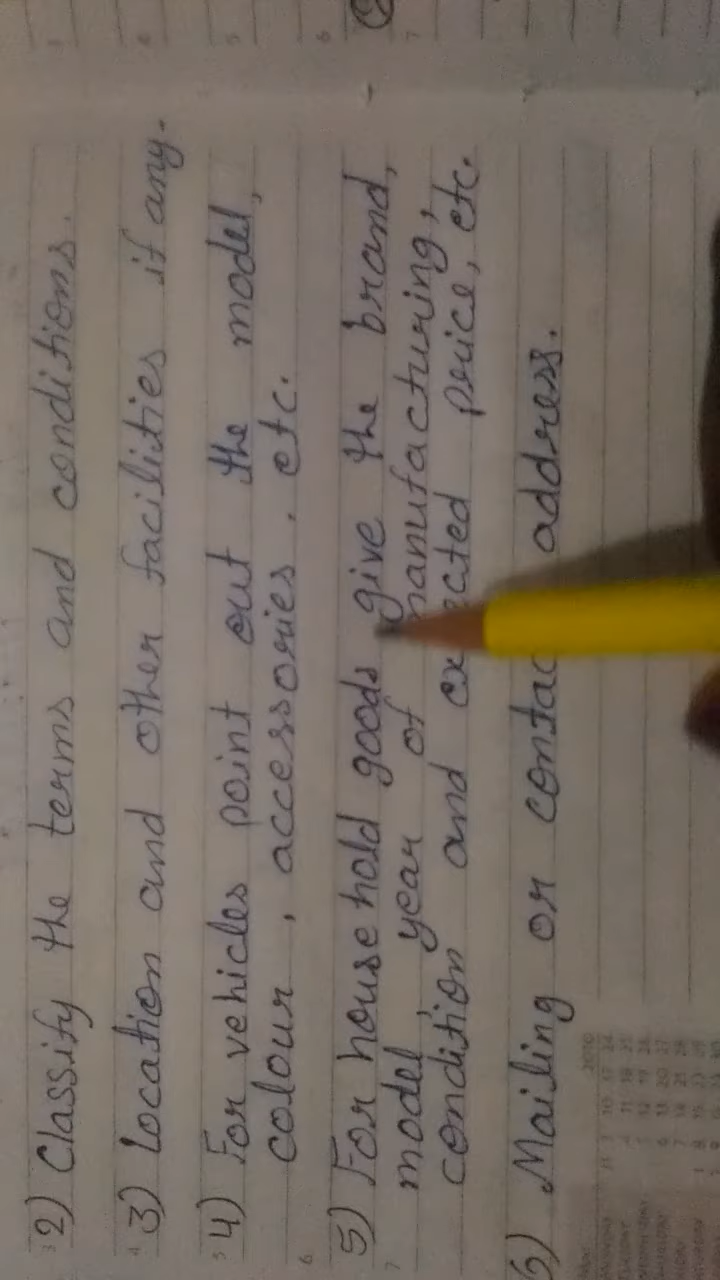 2) Classify the terms and conditions.
3) Location and other facilities if any.
4) For vehicles point out the model,
colour, accessories. etc.
5) For house hold goods give the brand,
model year of manufacturing,
condition and expected price, etc.
6) Mailing or contact address.